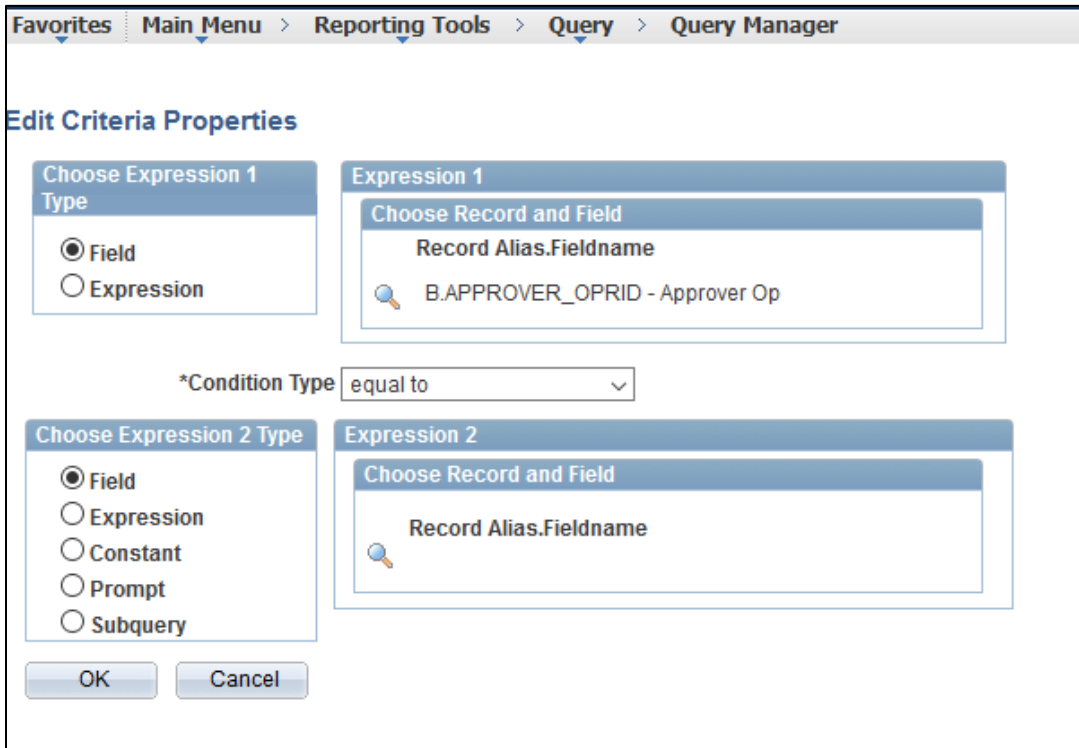 Favorites Main Menu > Reporting Tools > Query > Query Manager
Edit Criteria Properties
Choose Expression 1
Type
Field
Expression
Expression 1
Choose Record and Field
Record Alias.Fieldname
B.APPROVER_OPRID - Approver Op
*Condition Type equal to
Choose Expression 2 Type
Field
Expression
Constant
Prompt
Subquery
Expression 2
Choose Record and Field
Record Alias.Fieldname
OK Cancel